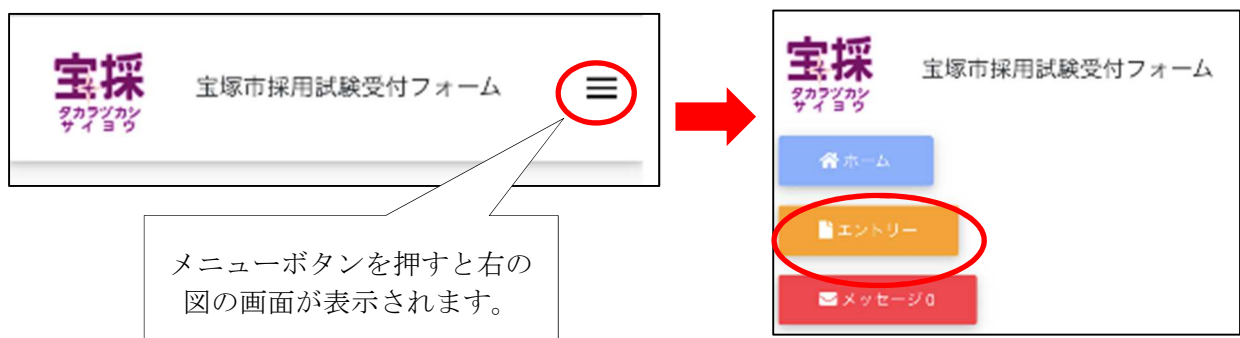 宝採
タカラヅカシ
サイヨウ
宝塚市採用試験受付フォーム
メニューボタンを押すと右の
図の画面が表示されます。
宝採
タカラヅカシ
サイヨウ
宝塚市採用試験受付フォーム
ホーム
エントリー
メッセージ 0